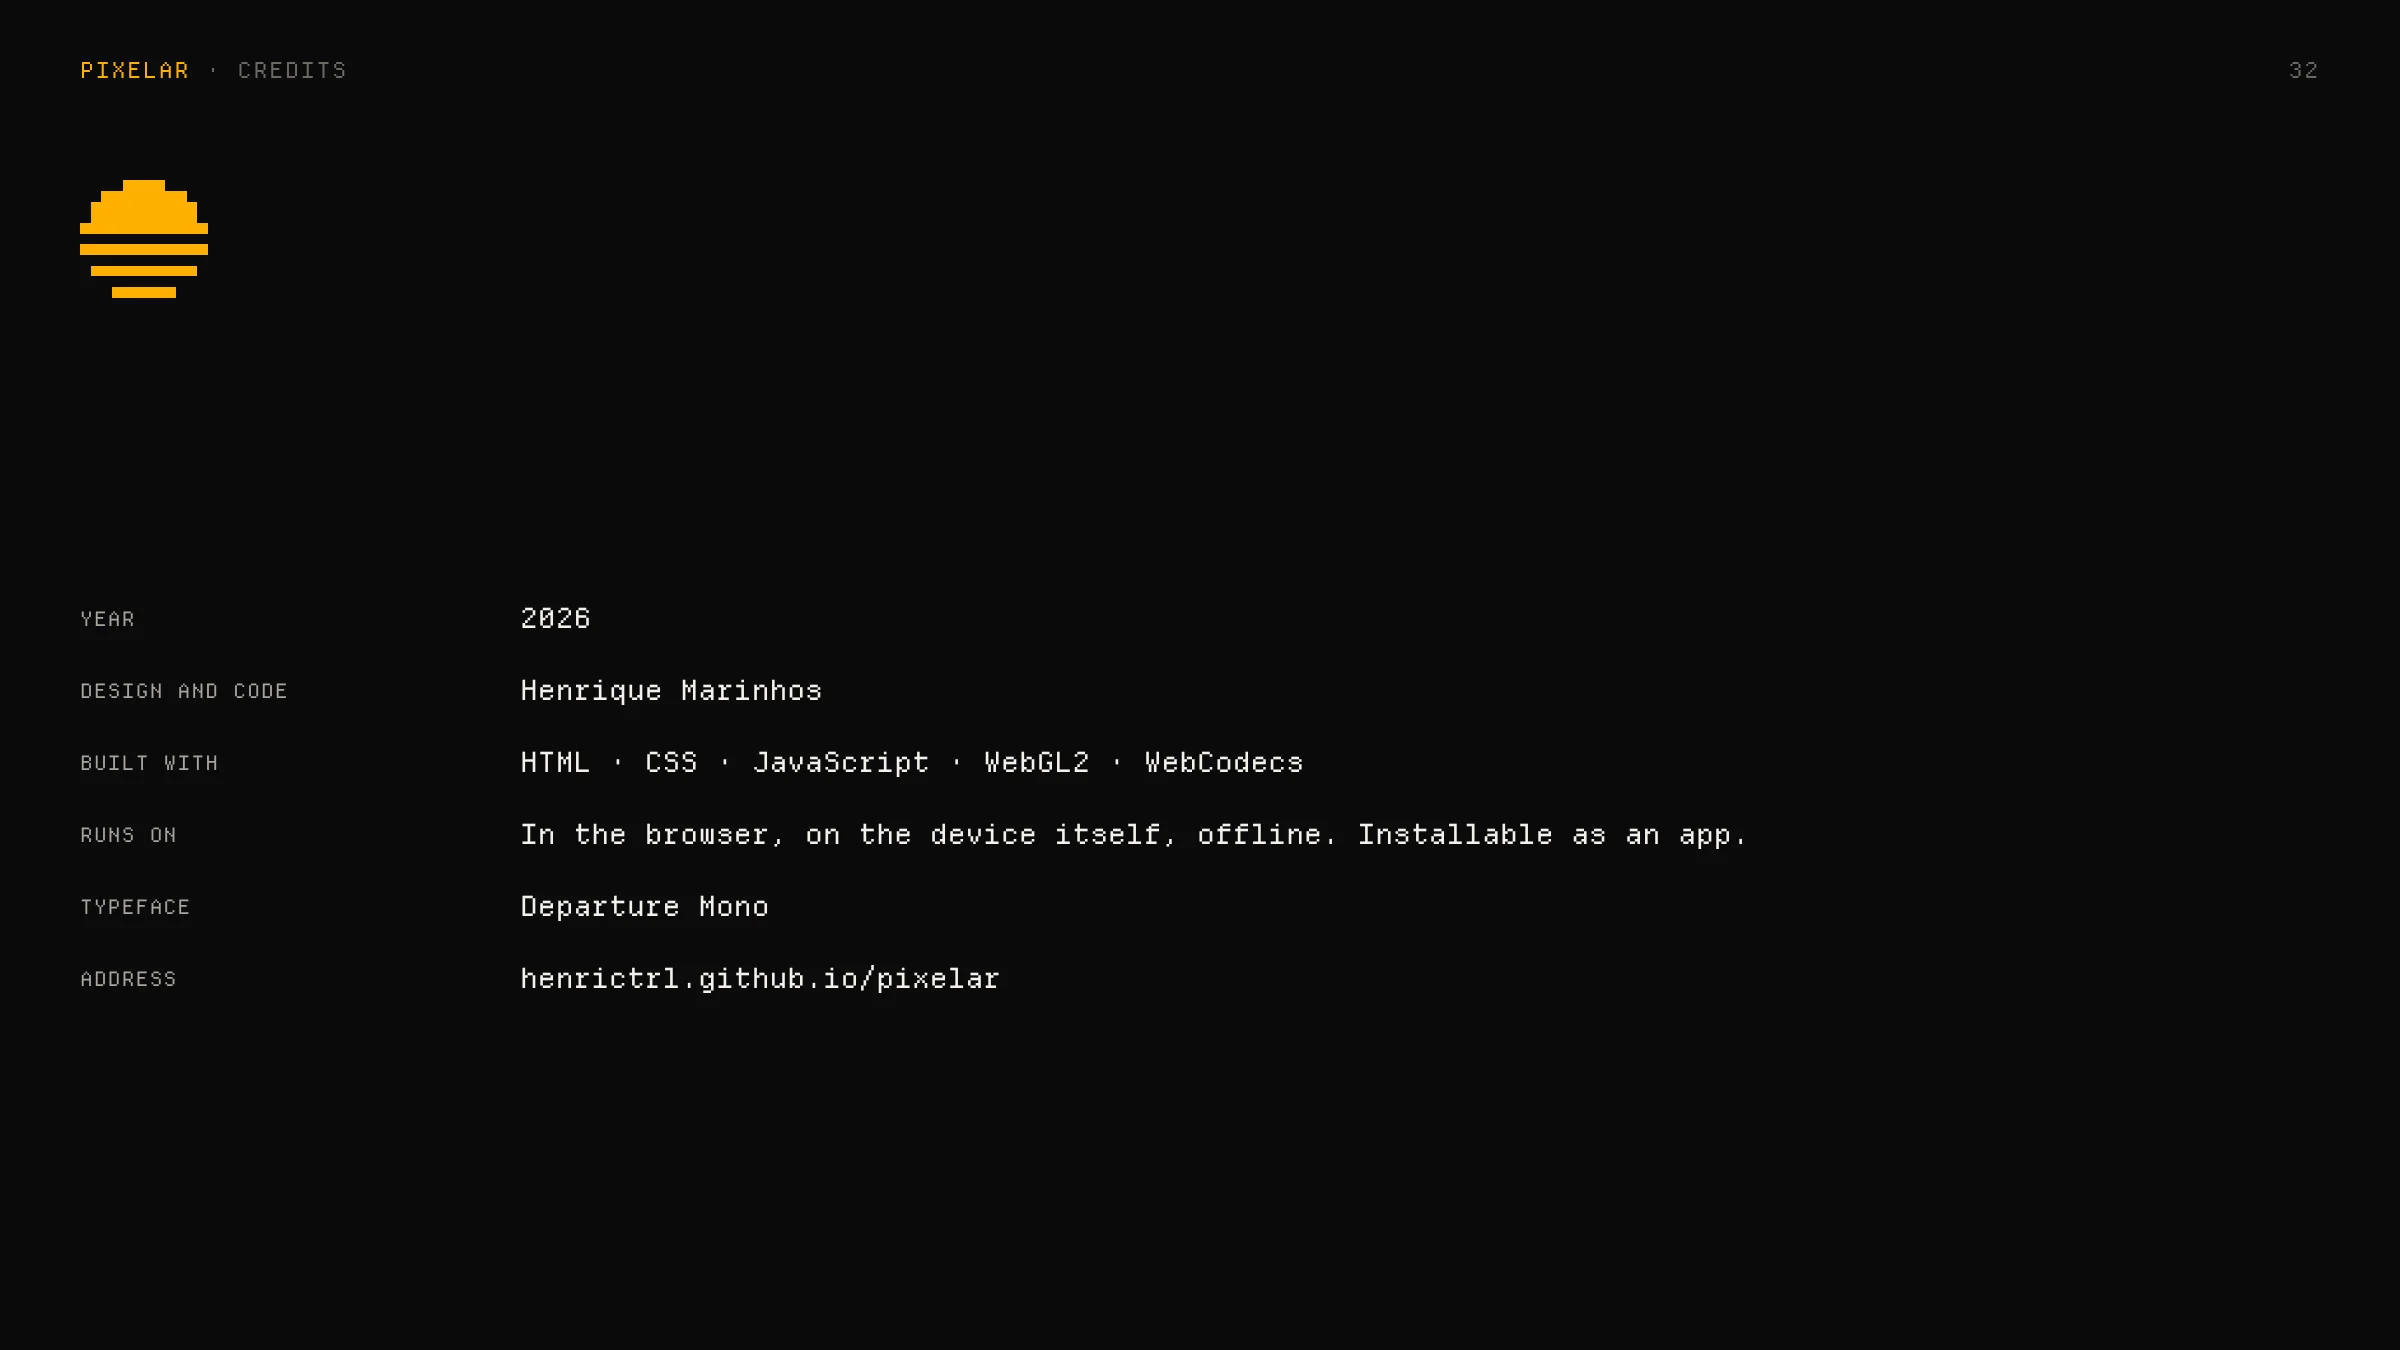 PIXELAR · CREDITS
32
YEAR 2026
DESIGN AND CODE Henrique Marinhos
BUILT WITH HTML · CSS · JavaScript · WebGL2 · WebCodecs
RUNS ON In the browser, on the device itself, offline. Installable as an app.
TYPEFACE Departure Mono
ADDRESS henrictrl.github.io/pixelar